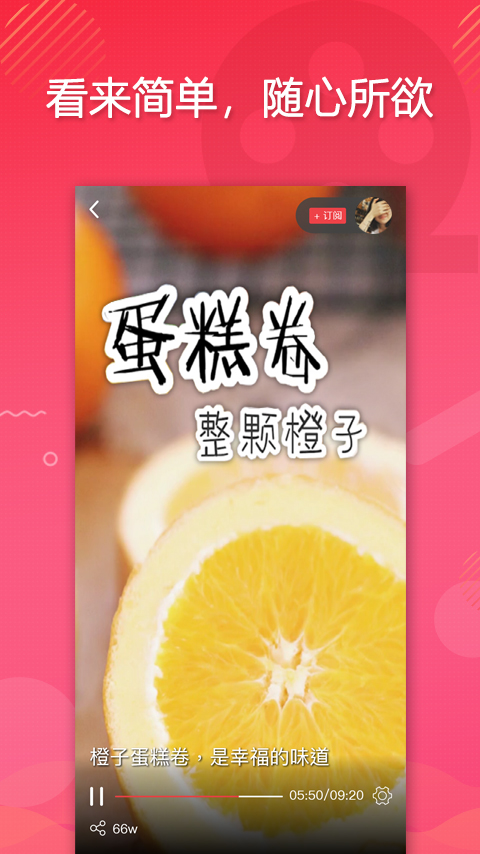 看来简单，随心所欲
+ 订阅
蛋糕卷
整颗橙子
橙子蛋糕卷，是幸福的味道
05:50/09:20
66w